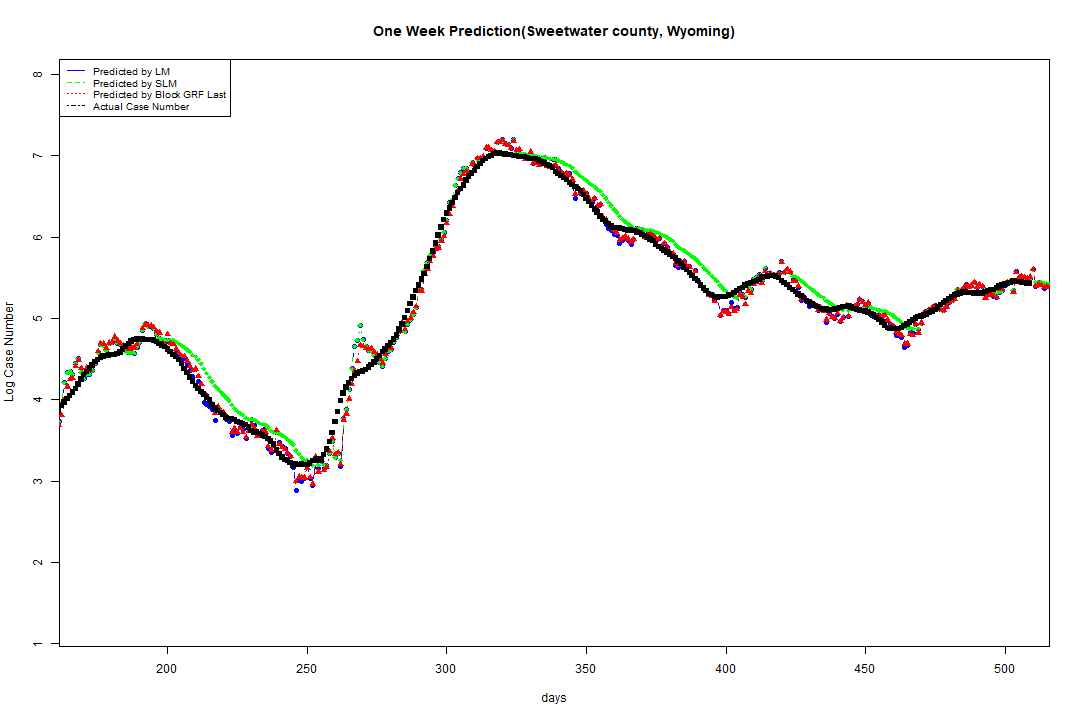 One Week Prediction(Sweetwater county, Wyoming)
Predicted by LM
Predicted by SLM
Predicted by Block GRF Last
Actual Case Number
Log Case Number
8
7
6
5
4
3
2
1
200 250 300 350 400 450 500
days